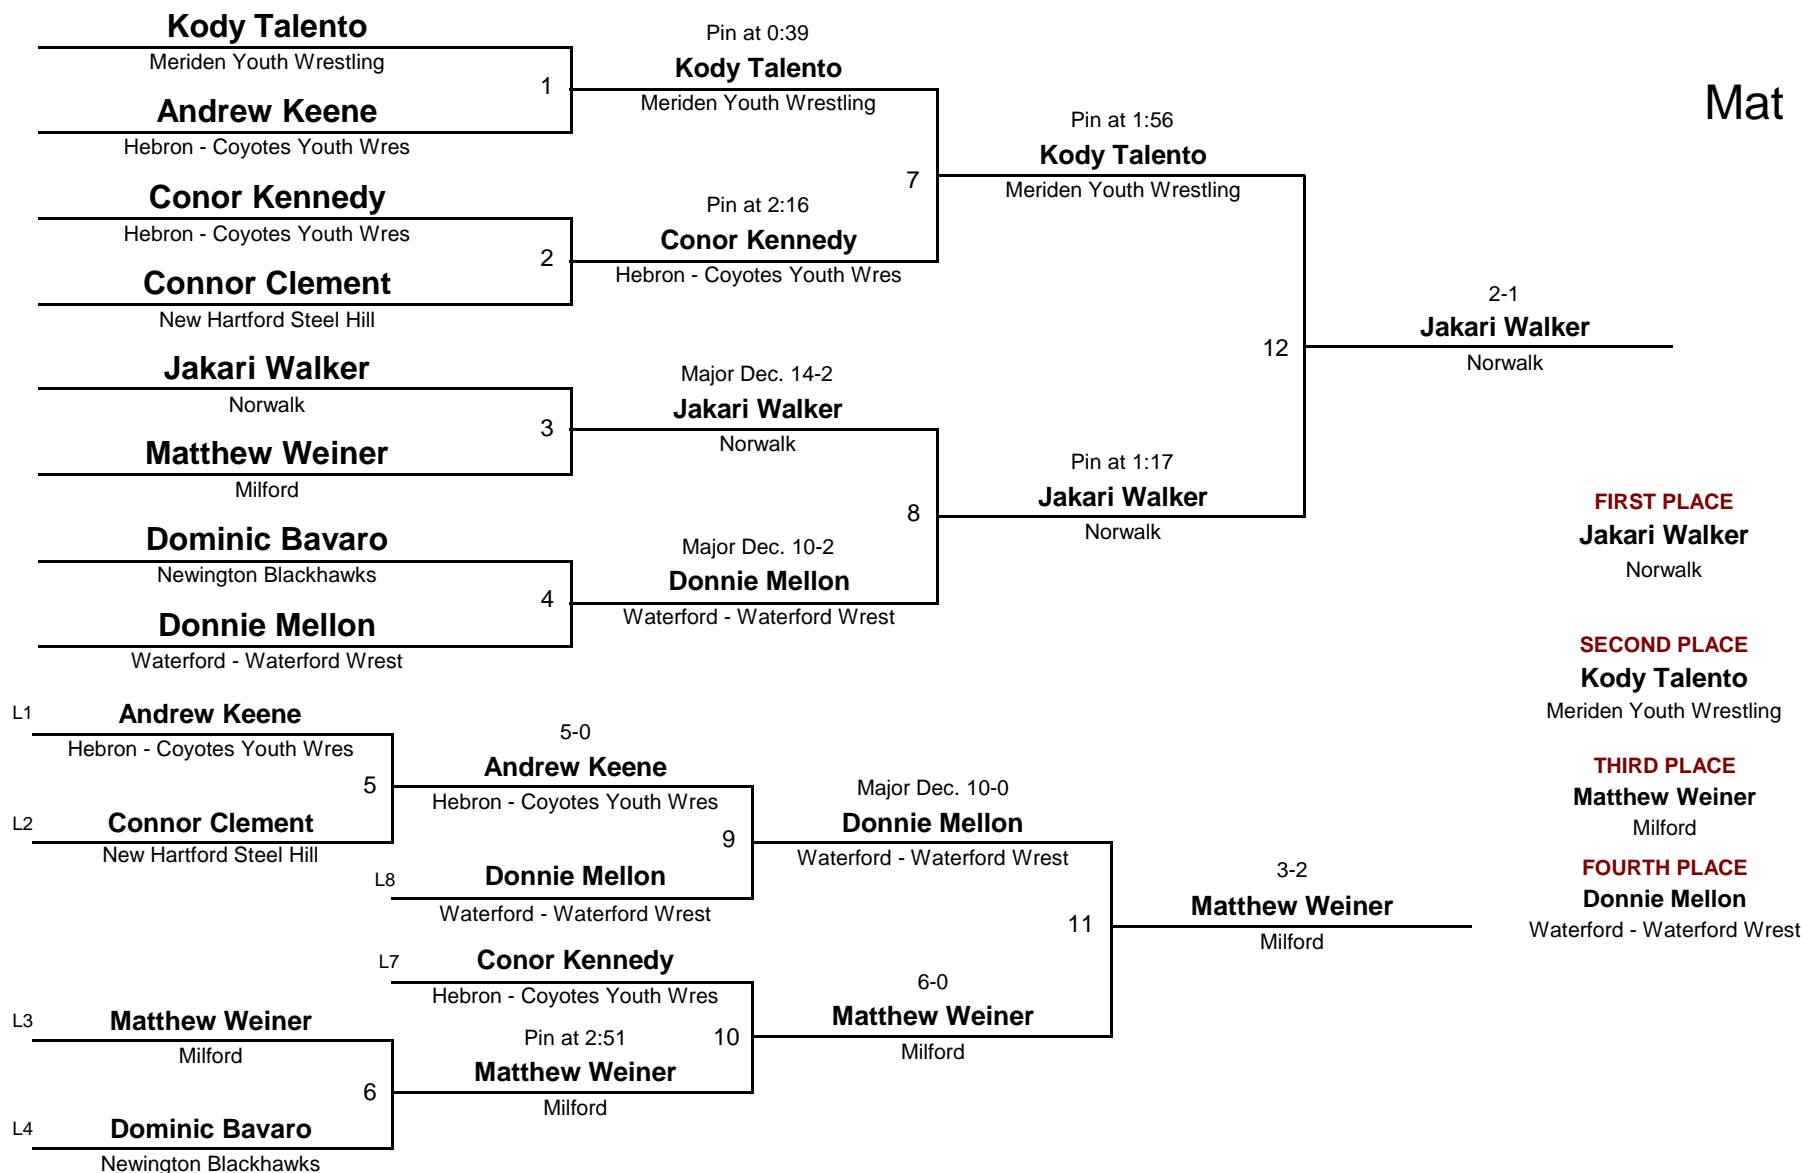 Kody Talento
Meriden Youth Wrestling
1
Andrew Keene
Hebron - Coyotes Youth Wres
Conor Kennedy
Hebron - Coyotes Youth Wres
2
Connor Clement
New Hartford Steel Hill
Jakari Walker
Norwalk
3
Matthew Weiner
Milford
Dominic Bavaro
Newington Blackhawks
4
Donnie Mellon
Waterford - Waterford Wrest
Pin at 0:39
Kody Talento
Meriden Youth Wrestling
7
Pin at 2:16
Conor Kennedy
Hebron - Coyotes Youth Wres
Major Dec. 14-2
Jakari Walker
Norwalk
8
Major Dec. 10-2
Donnie Mellon
Waterford - Waterford Wrest
Pin at 1:56
Kody Talento
Meriden Youth Wrestling
12
Pin at 1:17
Jakari Walker
Norwalk
2-1
Jakari Walker
Norwalk
Mat
L1
Andrew Keene
Hebron - Coyotes Youth Wres
5
L2
Connor Clement
New Hartford Steel Hill
L3
Matthew Weiner
Milford
6
L4
Dominic Bavaro
Newington Blackhawks
5-0
Andrew Keene
Hebron - Coyotes Youth Wres
9
L8
Donnie Mellon
Waterford - Waterford Wrest
L7
Conor Kennedy
Hebron - Coyotes Youth Wres
10
Pin at 2:51
Matthew Weiner
Milford
Major Dec. 10-0
Donnie Mellon
Waterford - Waterford Wrest
11
6-0
Matthew Weiner
Milford
3-2
Matthew Weiner
Milford
FIRST PLACE
Jakari Walker
Norwalk
SECOND PLACE
Kody Talento
Meriden Youth Wrestling
THIRD PLACE
Matthew Weiner
Milford
FOURTH PLACE
Donnie Mellon
Waterford - Waterford Wrest